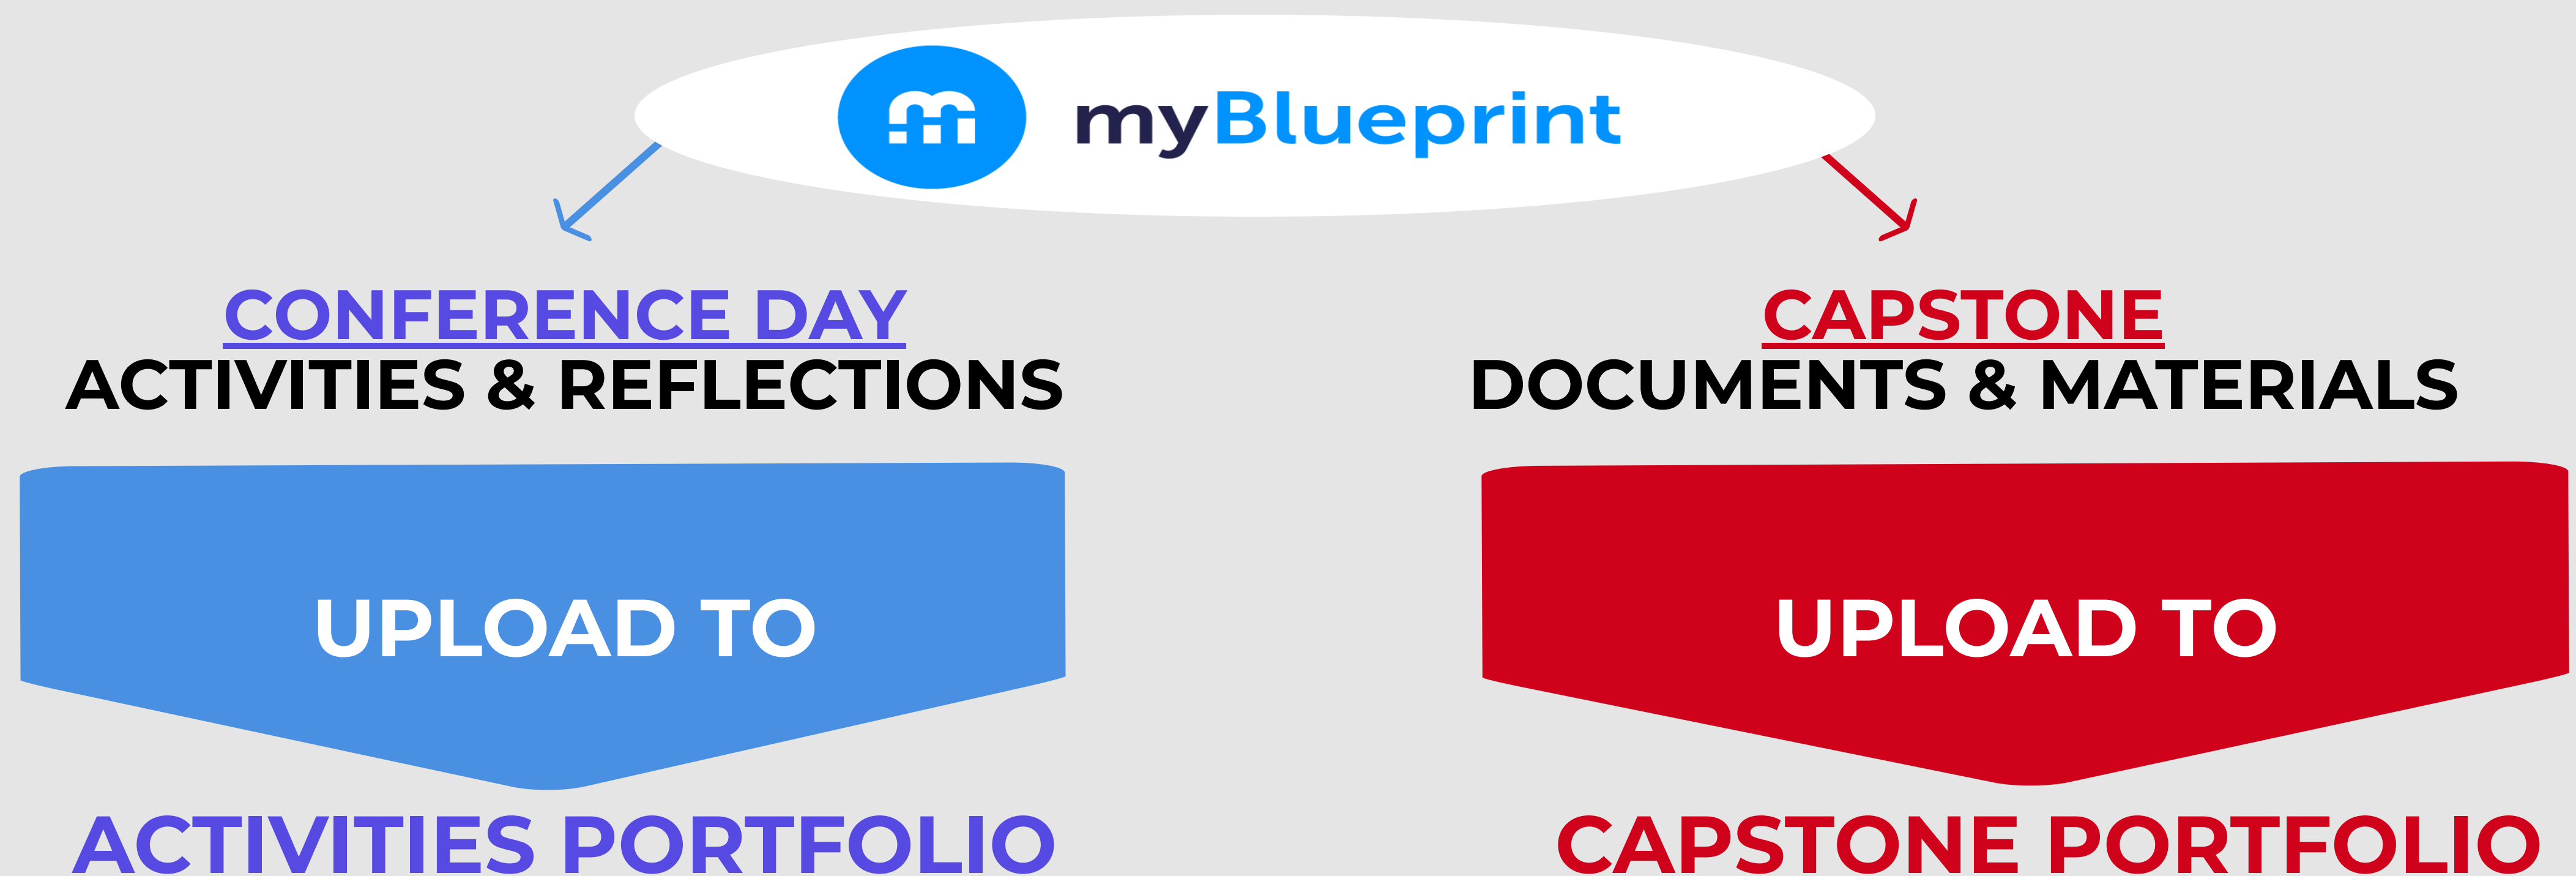 myBlueprint
CONFERENCE DAY
ACTIVITIES & REFLECTIONS
UPLOAD TO
ACTIVITIES PORTFOLIO
CAPSTONE
DOCUMENTS & MATERIALS
UPLOAD TO
CAPSTONE PORTFOLIO